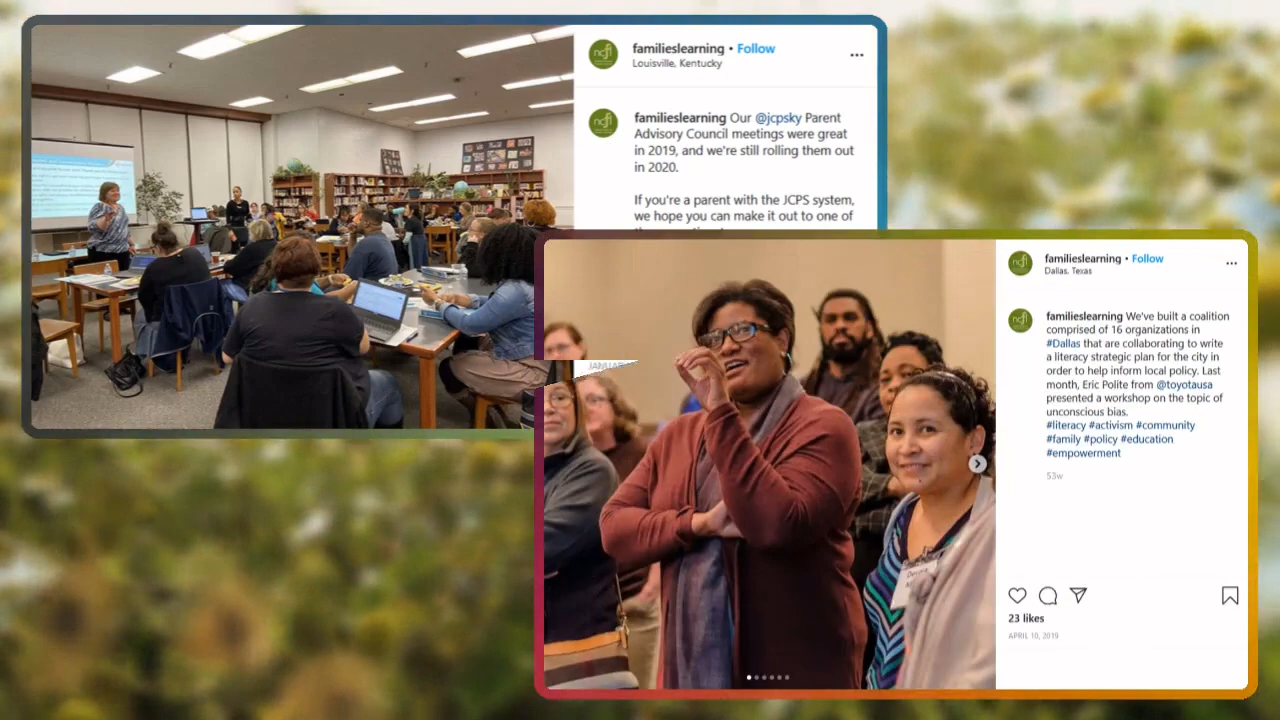 familieslearning • Follow
Louisville, Kentucky
familieslearning Our @jcpsky Parent
Advisory Council meetings were great
in 2019, and we're still rolling them out
in 2020.
If you're a parent with the JCPS system,
we hope you can make it out to one of
familieslearning • Follow
Dallas, Texas
familieslearning We've built a coalition
comprised of 16 organizations in
#Dallas that are collaborating to write
a literacy strategic plan for the city in
order to help inform local policy. Last
month, Eric Polite from @toyotausa
presented a workshop on the topic of
unconscious bias.
#literacy #activism #community
#family #policy #education
#empowerment
53w
23 likes
APRIL 10, 2019